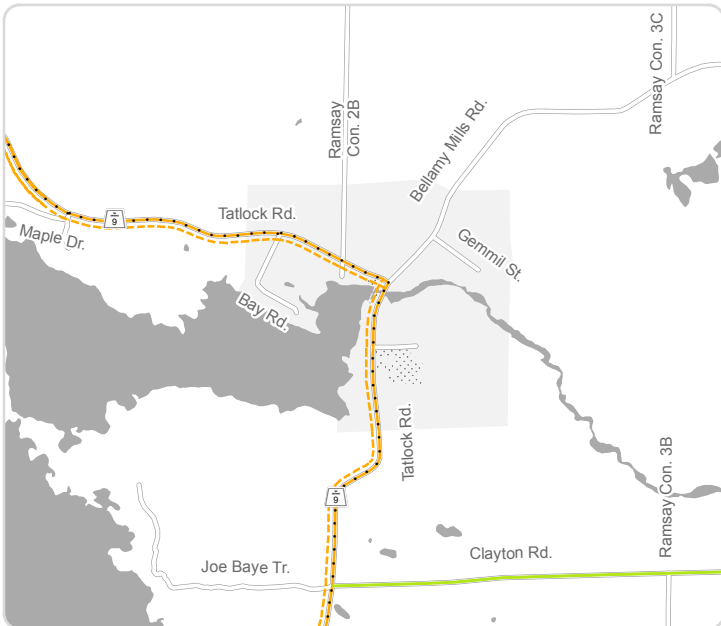 Ramsay Con. 3C
Ramsay
Con. 2B
Bellamy Mills Rd.
Tatlock Rd.
9
Maple Dr.
Gemmil St.
Bay Rd.
Tatlock Rd.
Ramsay Con. 3B
9
Clayton Rd.
Joe Baye Tr.